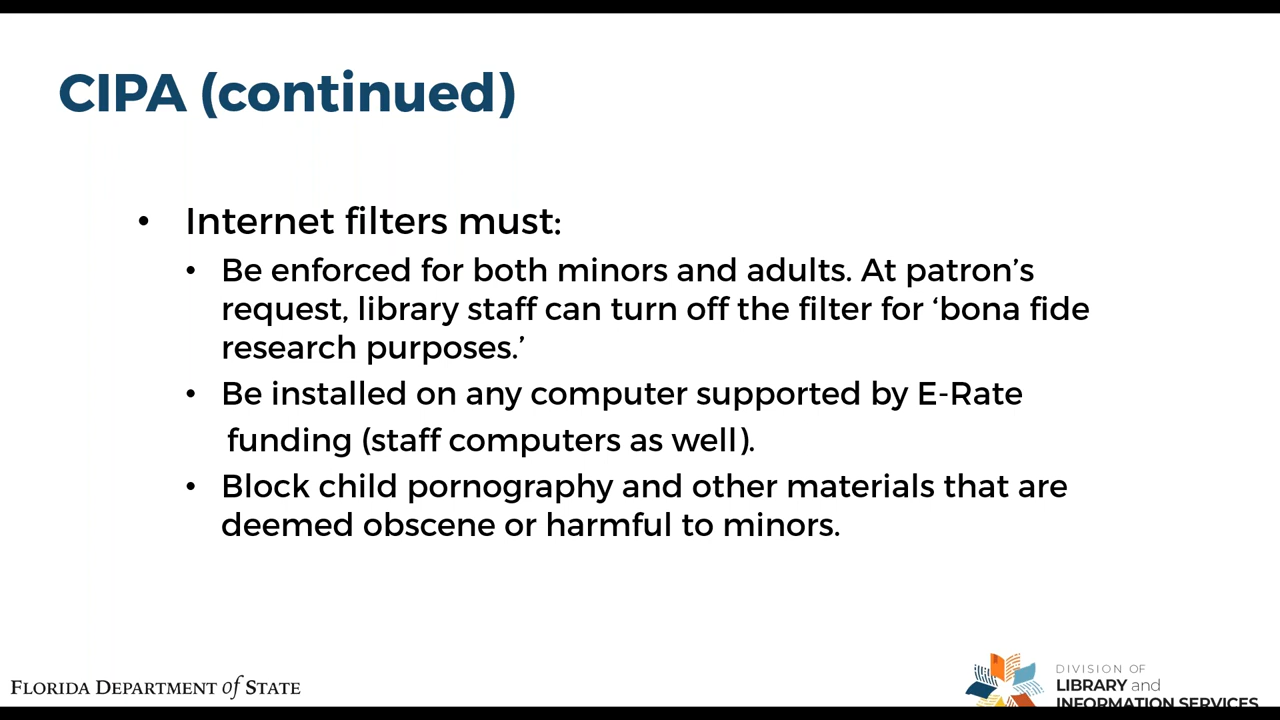 CIPA (continued)
• Internet filters must:
• Be enforced for both minors and adults. At patron’s
request, library staff can turn off the filter for ‘bona fide
research purposes.’
• Be installed on any computer supported by E-Rate
funding (staff computers as well).
• Block child pornography and other materials that are
deemed obscene or harmful to minors.
FLORIDA DEPARTMENT of STATE
DIVISION OF
LIBRARY and
INFORMATION SERVICES